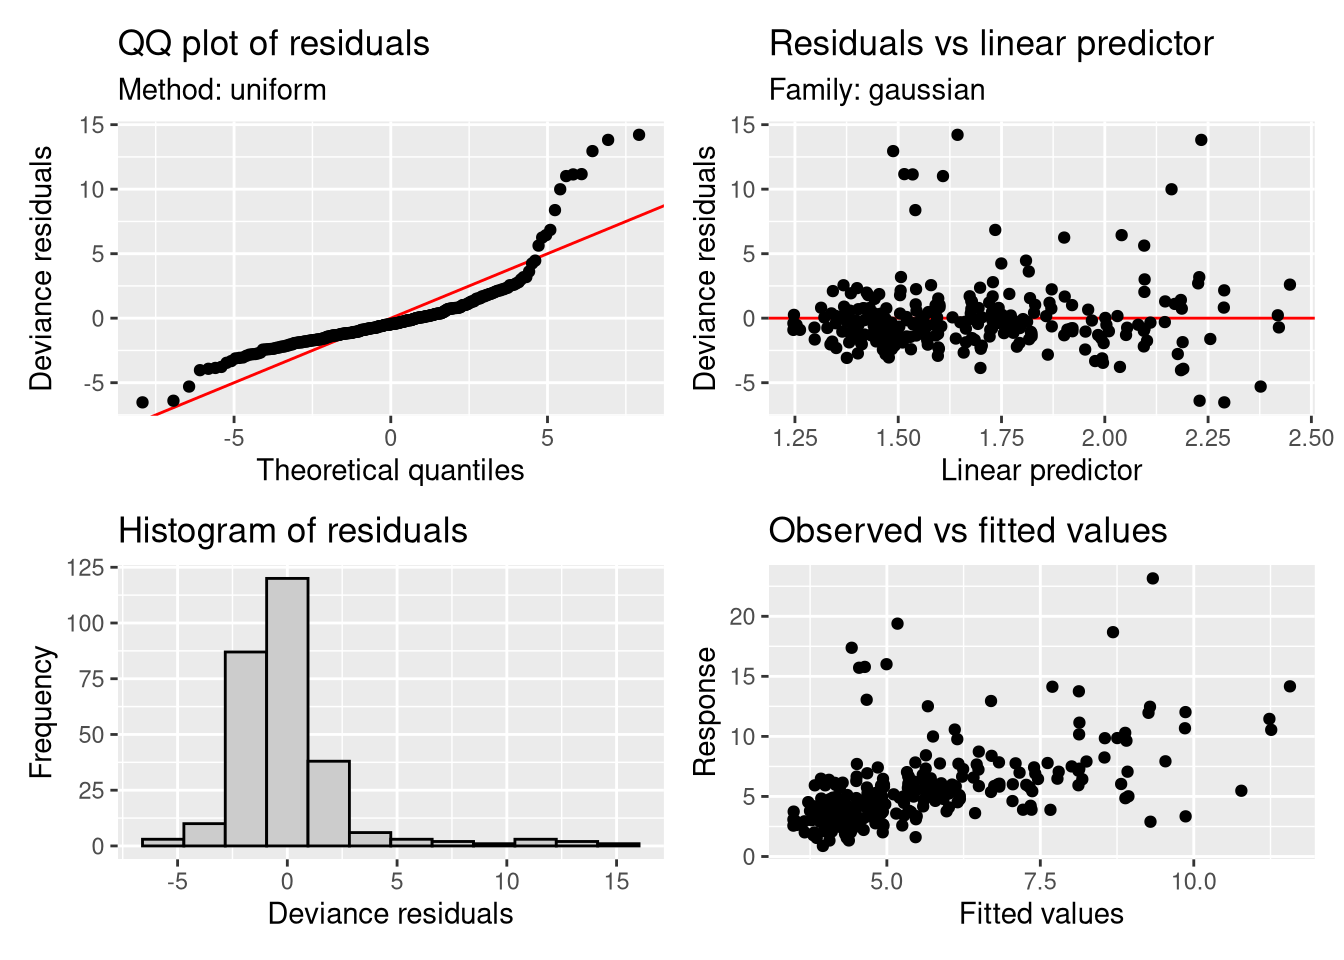 QQ plot of residuals
Method: uniform
15
10
5
0
-5
Deviance residuals
-5
0
5
Theoretical quantiles
Residuals vs linear predictor
Family: gaussian
15
10
5
0
-5
Deviance residuals
1.25
1.50
1.75
2.00
2.25
2.50
Linear predictor
Histogram of residuals
125
100
75
50
25
0
Frequency
-5
0
5
10
15
Deviance residuals
Observed vs fitted values
20
15
10
5
0
Response
5.0
7.5
10.0
Fitted values